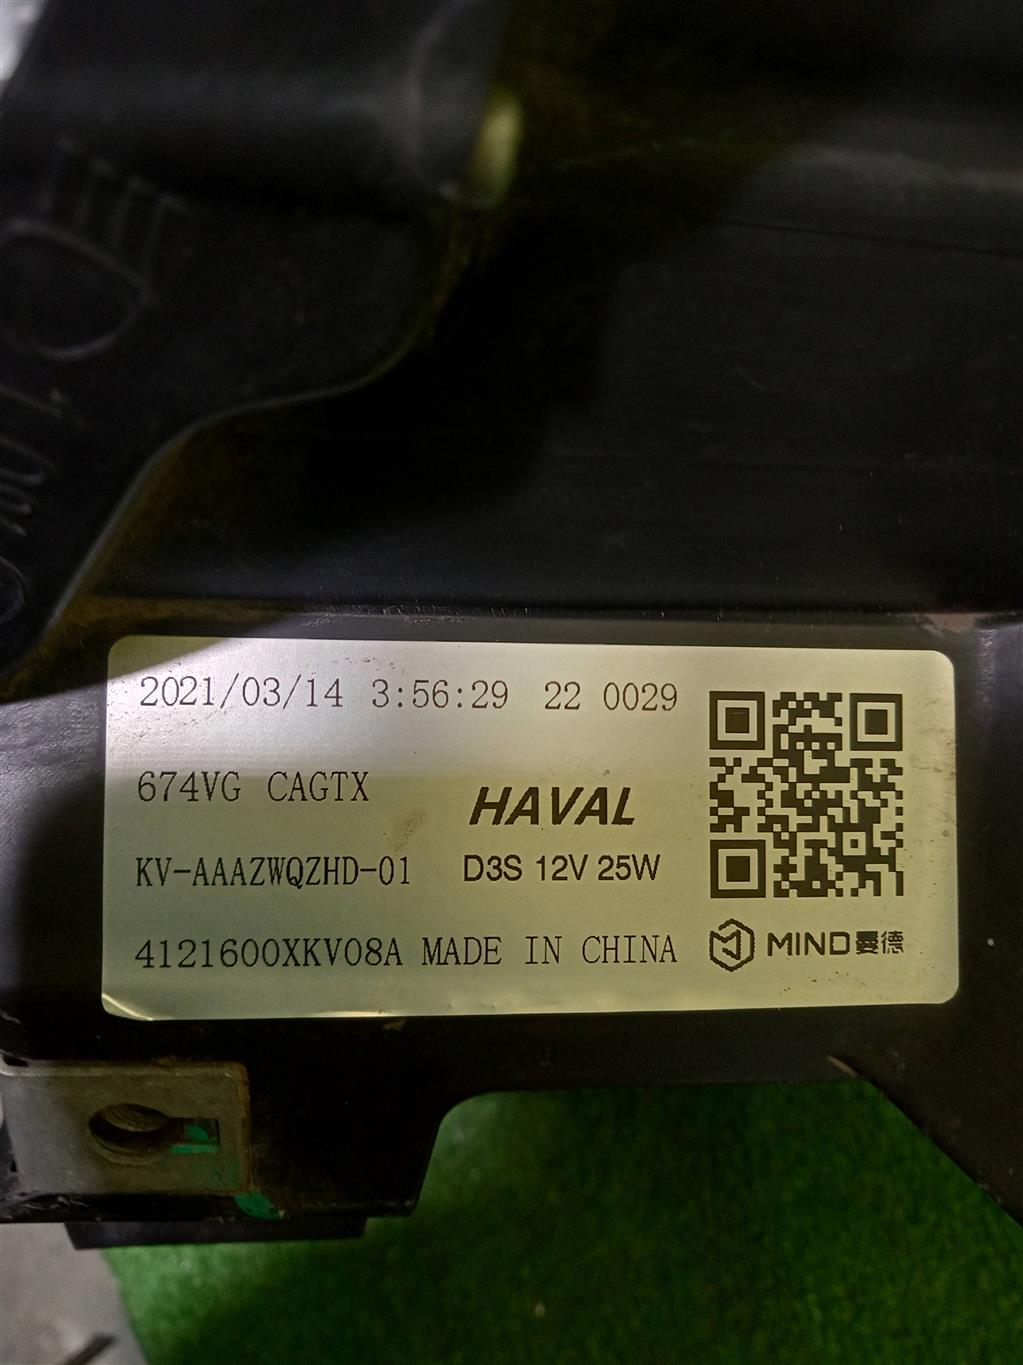 2021/03/14 3:56:29 22 0029
674VG CAGTX
HAVAL
KV-AAAZWQZHD-01
D3S 12V 25W
4121600XKV08A MADE IN CHINA
MIND曼德